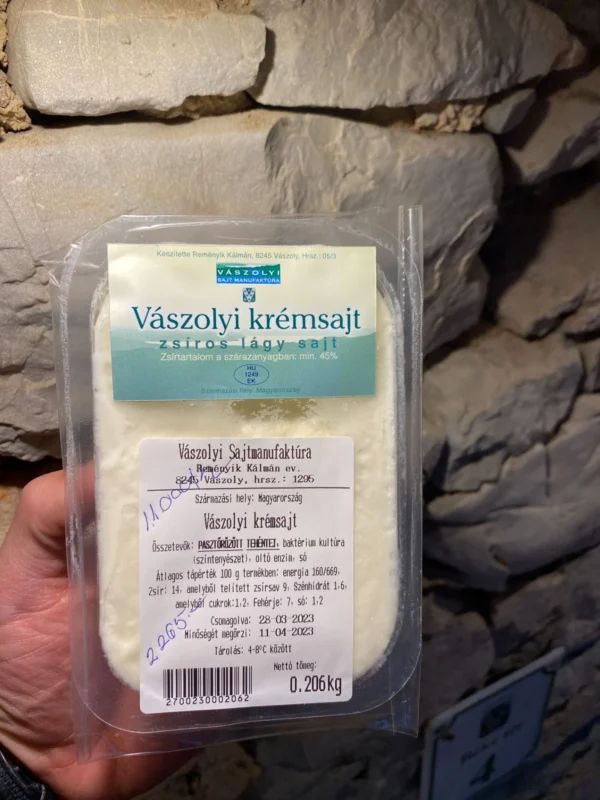 Készítette Reményik Kálmán, 8245 Vászoly, Hrsz.: 05/3
VÁSZOLYI
SAJT MANUFAKTÚRA
Vászolyi krémsajt
zsíros lágy sajt
Zsírtartalom a szárazanyagban: min. 45%
HU
1249
EK
Származási hely: Magyarország
Vászolyi Sajtmanufaktúra
Reményik Kálmán ev.
8245 Vászoly, hrsz.: 1295
Származási hely: Magyarország
Vászolyi krémsajt
Összetevők: PASZTŐRÖZÖTT TEHÉNTEJ, baktérium kultúra
(színtenyészet), oltó enzim, só
Átlagos tápérték 100 g termékben: energia 160/669,
Zsír: 14, amelyből telített zsírsav 9, Szénhidrát 1,6,
amelyből cukrok:1,2, Fehérje: 7, só: 1,2
Csomagolva: 28-03-2023
Minőségét megőrzi: 11-04-2023
Tárolás: 4-8°C között
Nettó tömeg:
0.206kg
2700230002062
2265.-
4